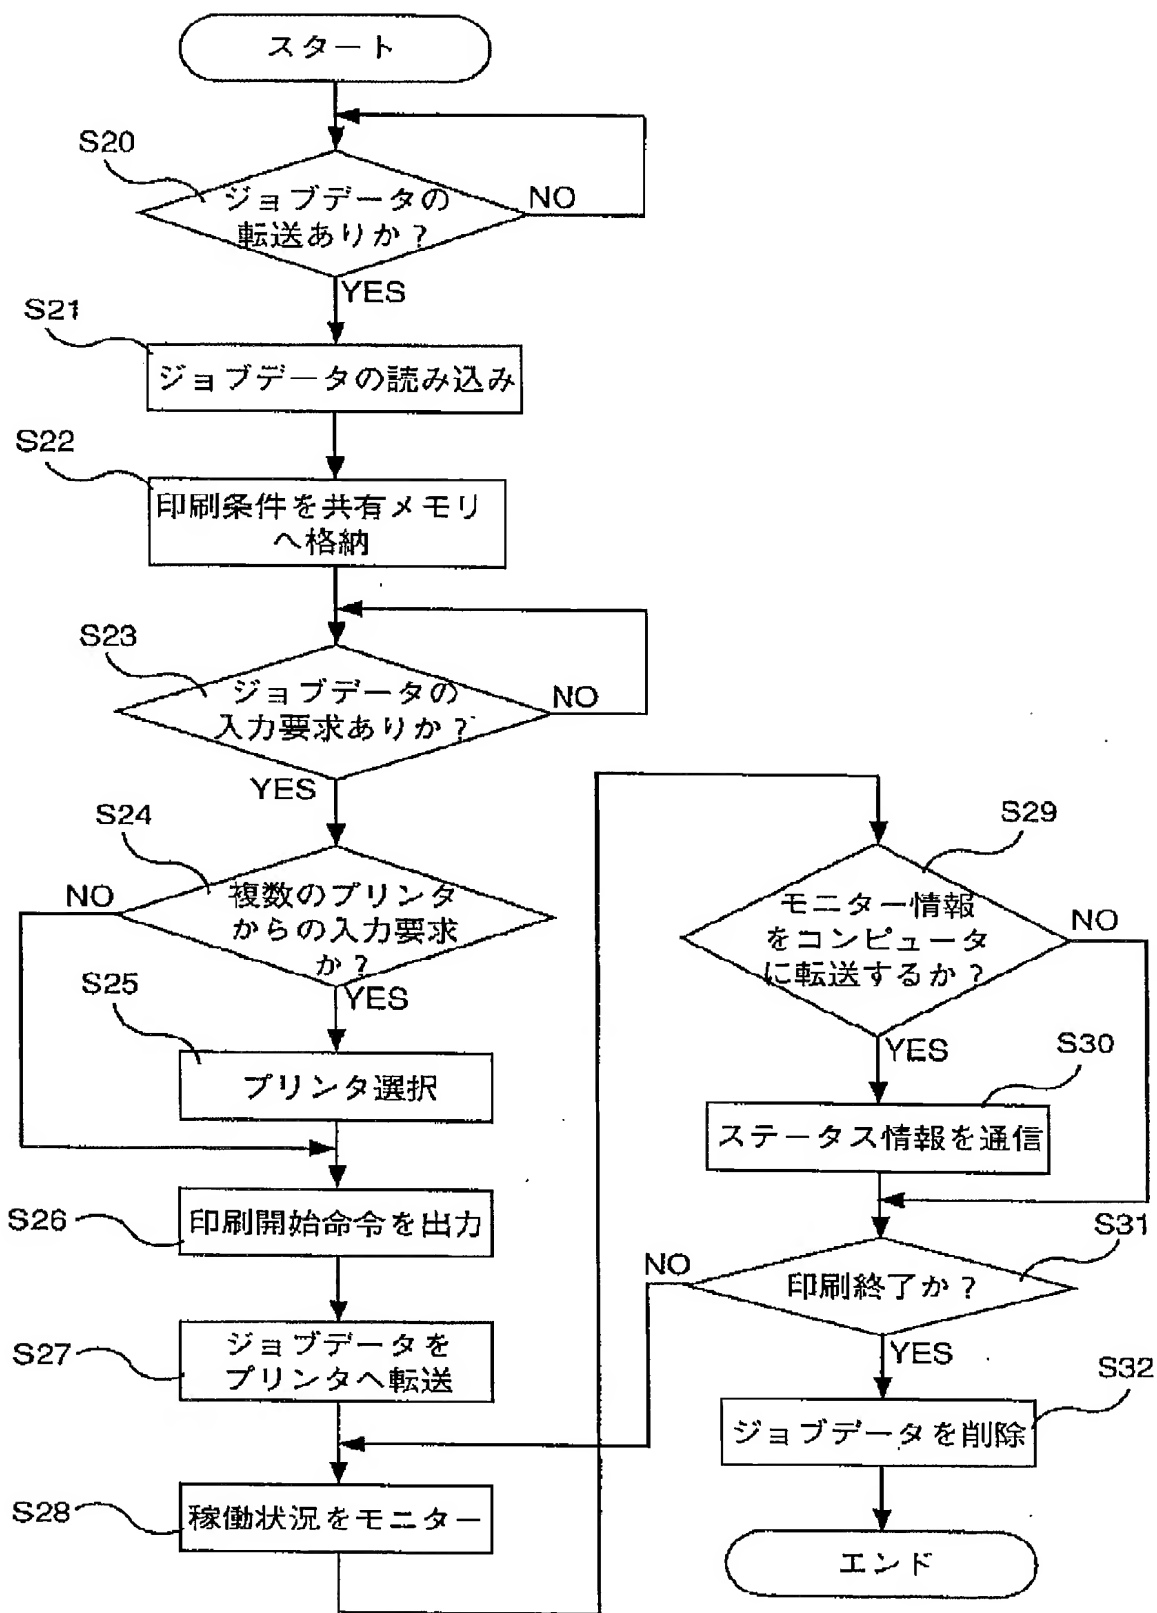 スタート
S20
ジョブデータの
転送ありか？
NO
YES
S21
ジョブデータの読み込み
S22
印刷条件を共有メモリ
へ格納
S23
ジョブデータの
入力要求ありか？
NO
YES
S24
NO
複数のプリンタ
からの入力要求
か？
YES
S25
プリンタ選択
S26
印刷開始命令を出力
S27
ジョブデータを
プリンタへ転送
S28
稼働状況をモニター
S29
モニター情報
をコンピュータ
に転送するか？
NO
YES
S30
ステータス情報を通信
S31
NO
印刷終了か？
YES
S32
ジョブデータを削除
エンド